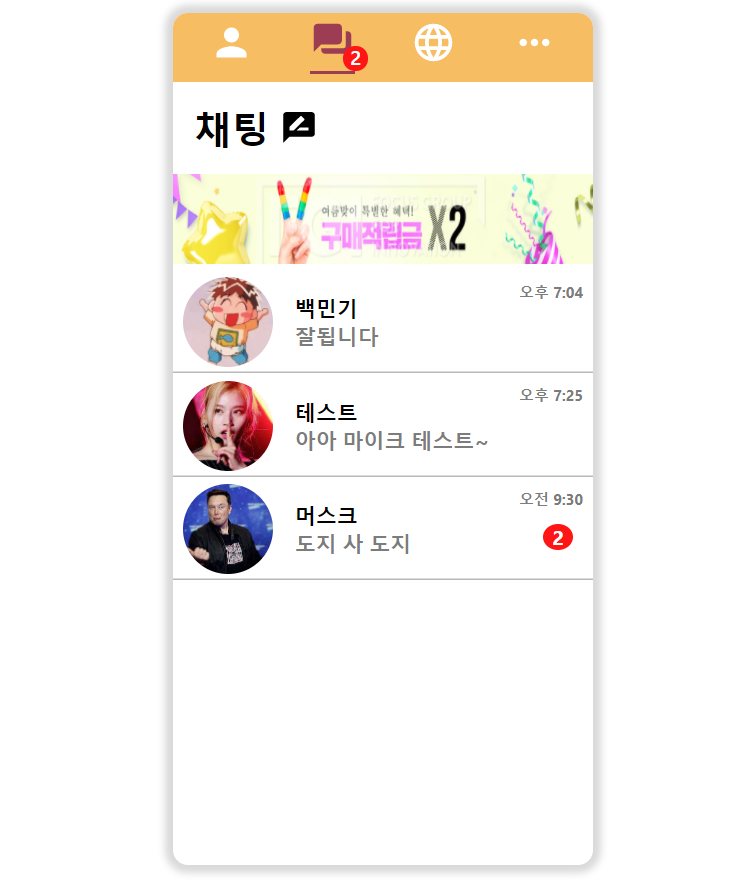 2
채팅
여름맞이 특별한 혜택!
구매적립금 X2
오후 7:04
백민기
잘됩니다
오후 7:25
테스트
아아 마이크 테스트~
오전 9:30
머스크
2
도지 사 도지